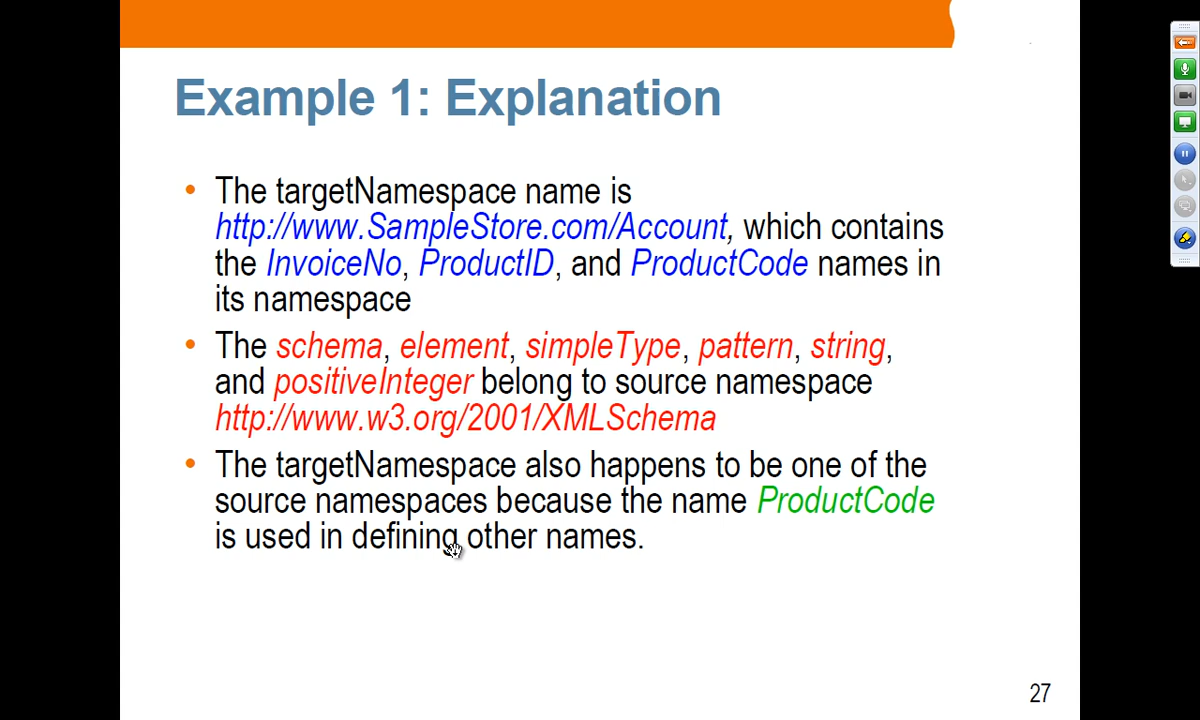 Example 1: Explanation
• The targetNamespace name is
http://www.SampleStore.com/Account, which contains
the InvoiceNo, ProductID, and ProductCode names in
its namespace
• The schema, element, simpleType, pattern, string,
and positiveInteger belong to source namespace
http://www.w3.org/2001/XMLSchema
• The targetNamespace also happens to be one of the
source namespaces because the name ProductCode
is used in defining other names.
27